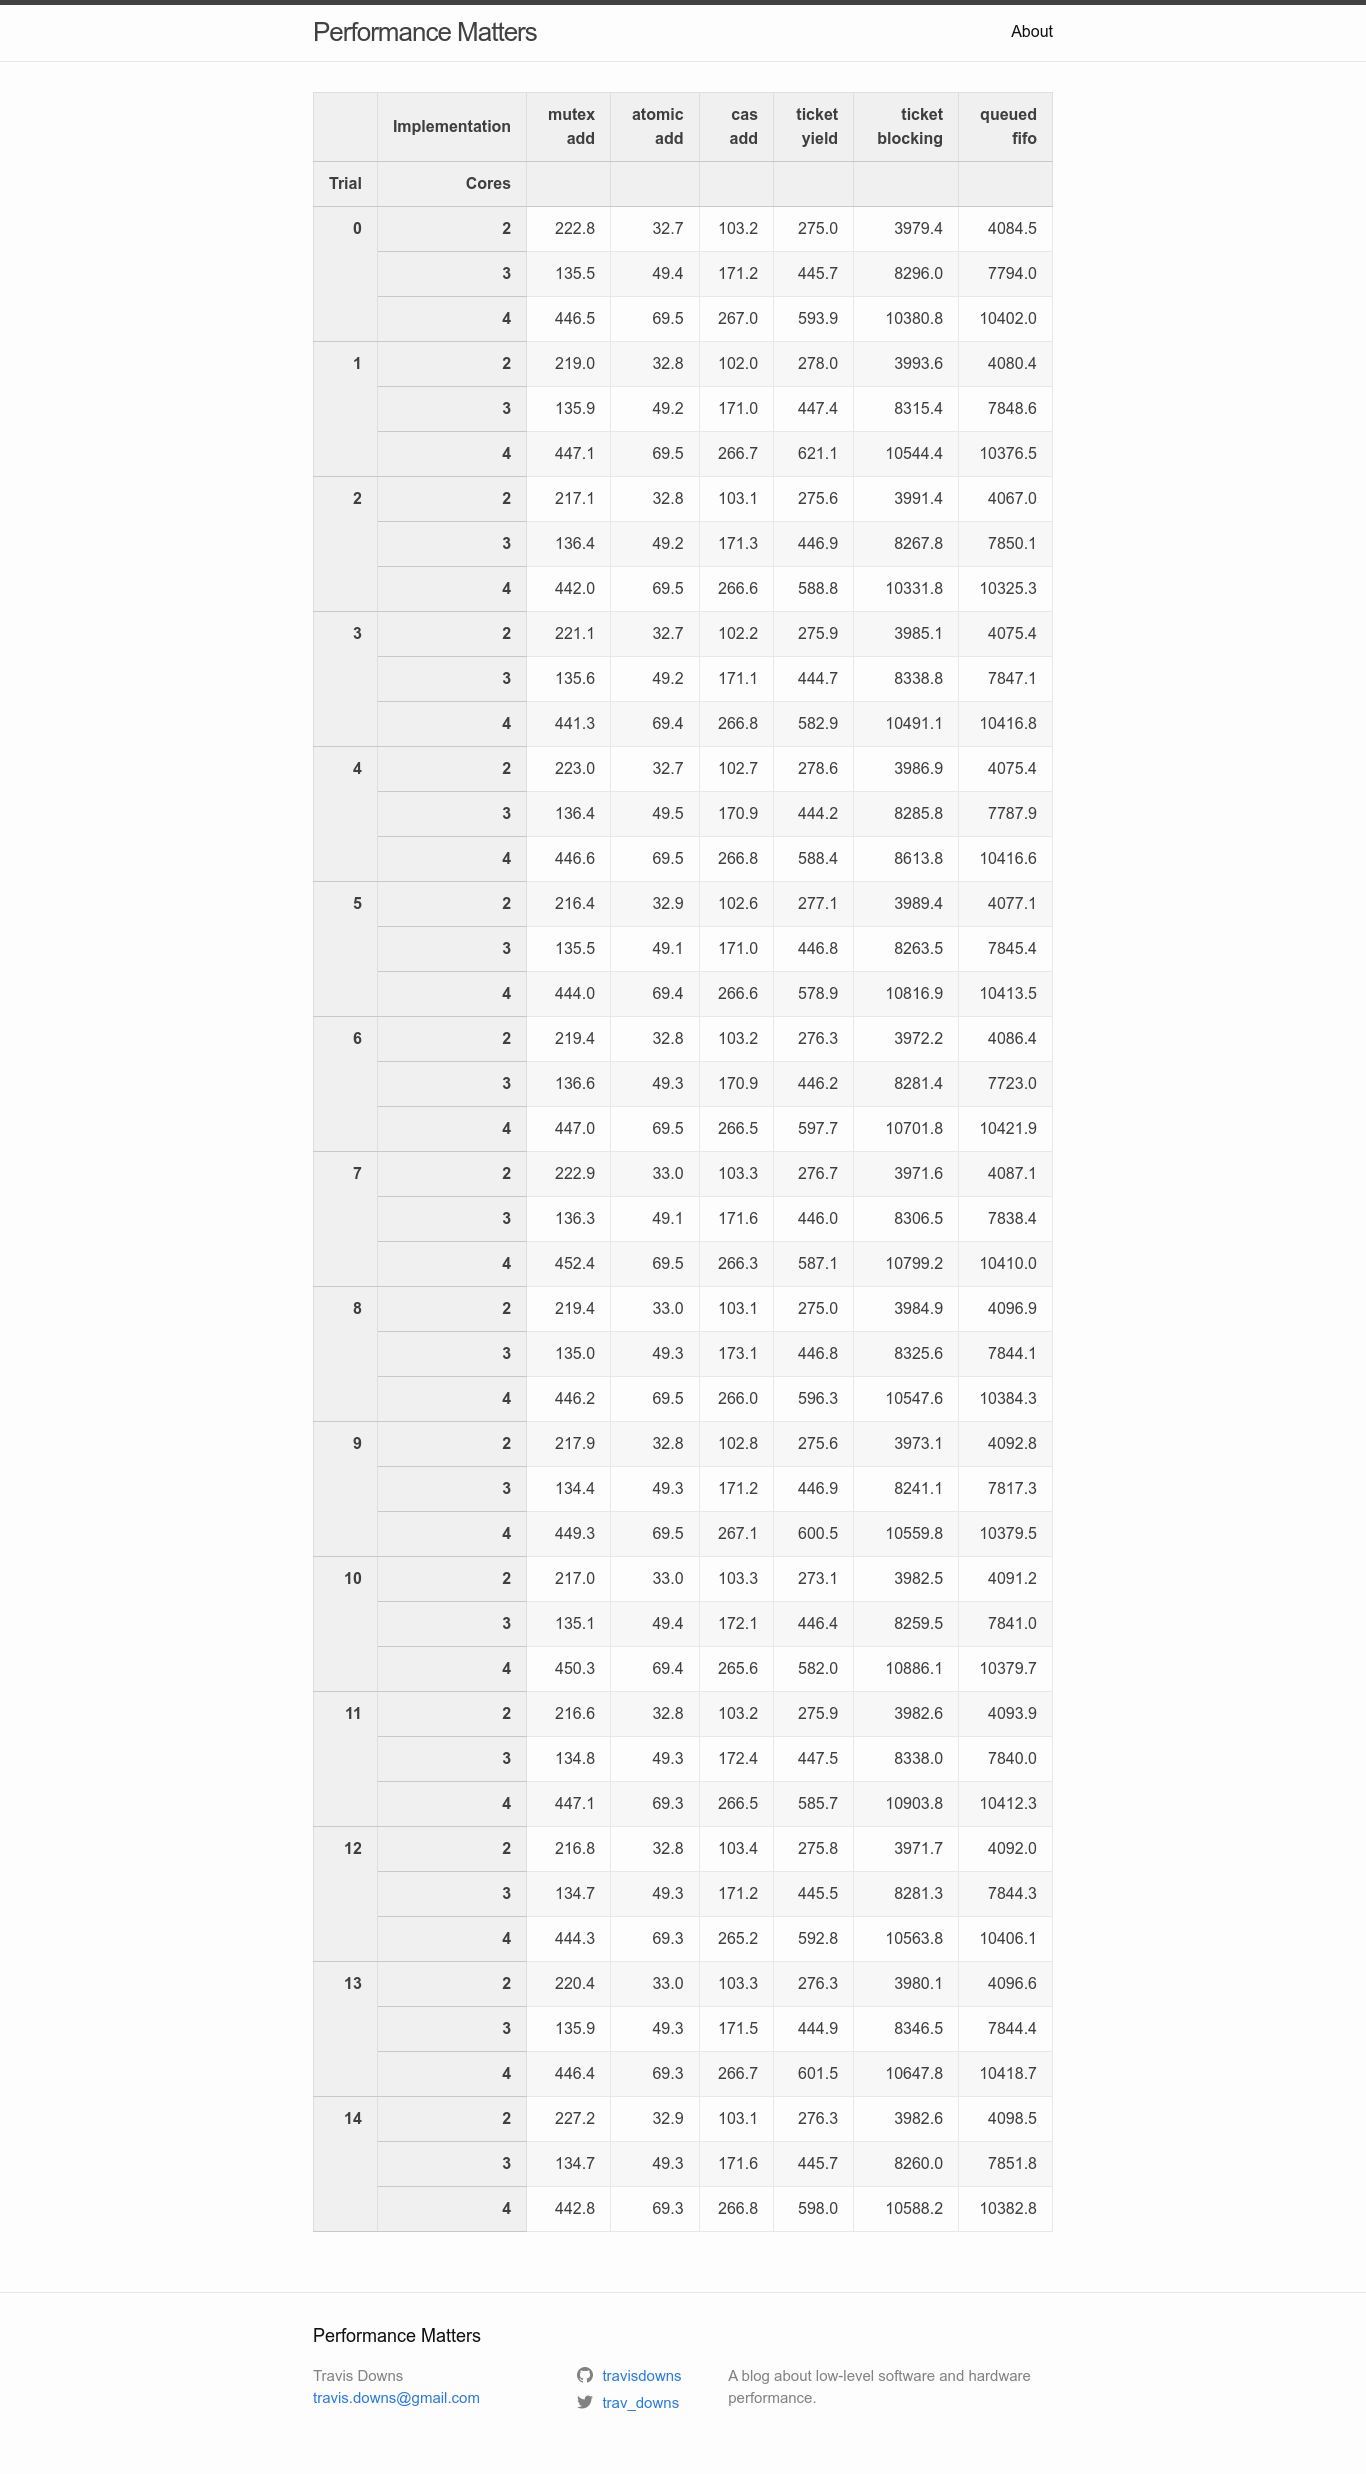 Performance Matters About
Implementation mutex add atomic add cas add ticket yield ticket blocking queued fifo
Trial Cores
0 2 222.8 32.7 103.2 275.0 3979.4 4084.5
3 135.5 49.4 171.2 445.7 8296.0 7794.0
4 446.5 69.5 267.0 593.9 10380.8 10402.0
1 2 219.0 32.8 102.0 278.0 3993.6 4080.4
3 135.9 49.2 171.0 447.4 8315.4 7848.6
4 447.1 69.5 266.7 621.1 10544.4 10376.5
2 2 217.1 32.8 103.1 275.6 3991.4 4067.0
3 136.4 49.2 171.3 446.9 8267.8 7850.1
4 442.0 69.5 266.6 588.8 10331.8 10325.3
3 2 221.1 32.7 102.2 275.9 3985.1 4075.4
3 135.6 49.2 171.1 444.7 8338.8 7847.1
4 441.3 69.4 266.8 582.9 10491.1 10416.8
4 2 223.0 32.7 102.7 278.6 3986.9 4075.4
3 136.4 49.5 170.9 444.2 8285.8 7787.9
4 446.6 69.5 266.8 588.4 8613.8 10416.6
5 2 216.4 32.9 102.6 277.1 3989.4 4077.1
3 135.5 49.1 171.0 446.8 8263.5 7845.4
4 444.0 69.4 266.6 578.9 10816.9 10413.5
6 2 219.4 32.8 103.2 276.3 3972.2 4086.4
3 136.6 49.3 170.9 446.2 8281.4 7723.0
4 447.0 69.5 266.5 597.7 10701.8 10421.9
7 2 222.9 33.0 103.3 276.7 3971.6 4087.1
3 136.3 49.1 171.6 446.0 8306.5 7838.4
4 452.4 69.5 266.3 587.1 10799.2 10410.0
8 2 219.4 33.0 103.1 275.0 3984.9 4096.9
3 135.0 49.3 173.1 446.8 8325.6 7844.1
4 446.2 69.5 266.0 596.3 10547.6 10384.3
9 2 217.9 32.8 102.8 275.6 3973.1 4092.8
3 134.4 49.3 171.2 446.9 8241.1 7817.3
4 449.3 69.5 267.1 600.5 10559.8 10379.5
10 2 217.0 33.0 103.3 273.1 3982.5 4091.2
3 135.1 49.4 172.1 446.4 8259.5 7841.0
4 450.3 69.4 265.6 582.0 10886.1 10379.7
11 2 216.6 32.8 103.2 275.9 3982.6 4093.9
3 134.8 49.3 172.4 447.5 8338.0 7840.0
4 447.1 69.3 266.5 585.7 10903.8 10412.3
12 2 216.8 32.8 103.4 275.8 3971.7 4092.0
3 134.7 49.3 171.2 445.5 8281.3 7844.3
4 444.3 69.3 265.2 592.8 10563.8 10406.1
13 2 220.4 33.0 103.3 276.3 3980.1 4096.6
3 135.9 49.3 171.5 444.9 8346.5 7844.4
4 446.4 69.3 266.7 601.5 10647.8 10418.7
14 2 227.2 32.9 103.1 276.3 3982.6 4098.5
3 134.7 49.3 171.6 445.7 8260.0 7851.8
4 442.8 69.3 266.8 598.0 10588.2 10382.8
Performance Matters
Travis Downs
travis.downs@gmail.com
travisdowns
trav_downs
A blog about low-level software and hardware
performance.